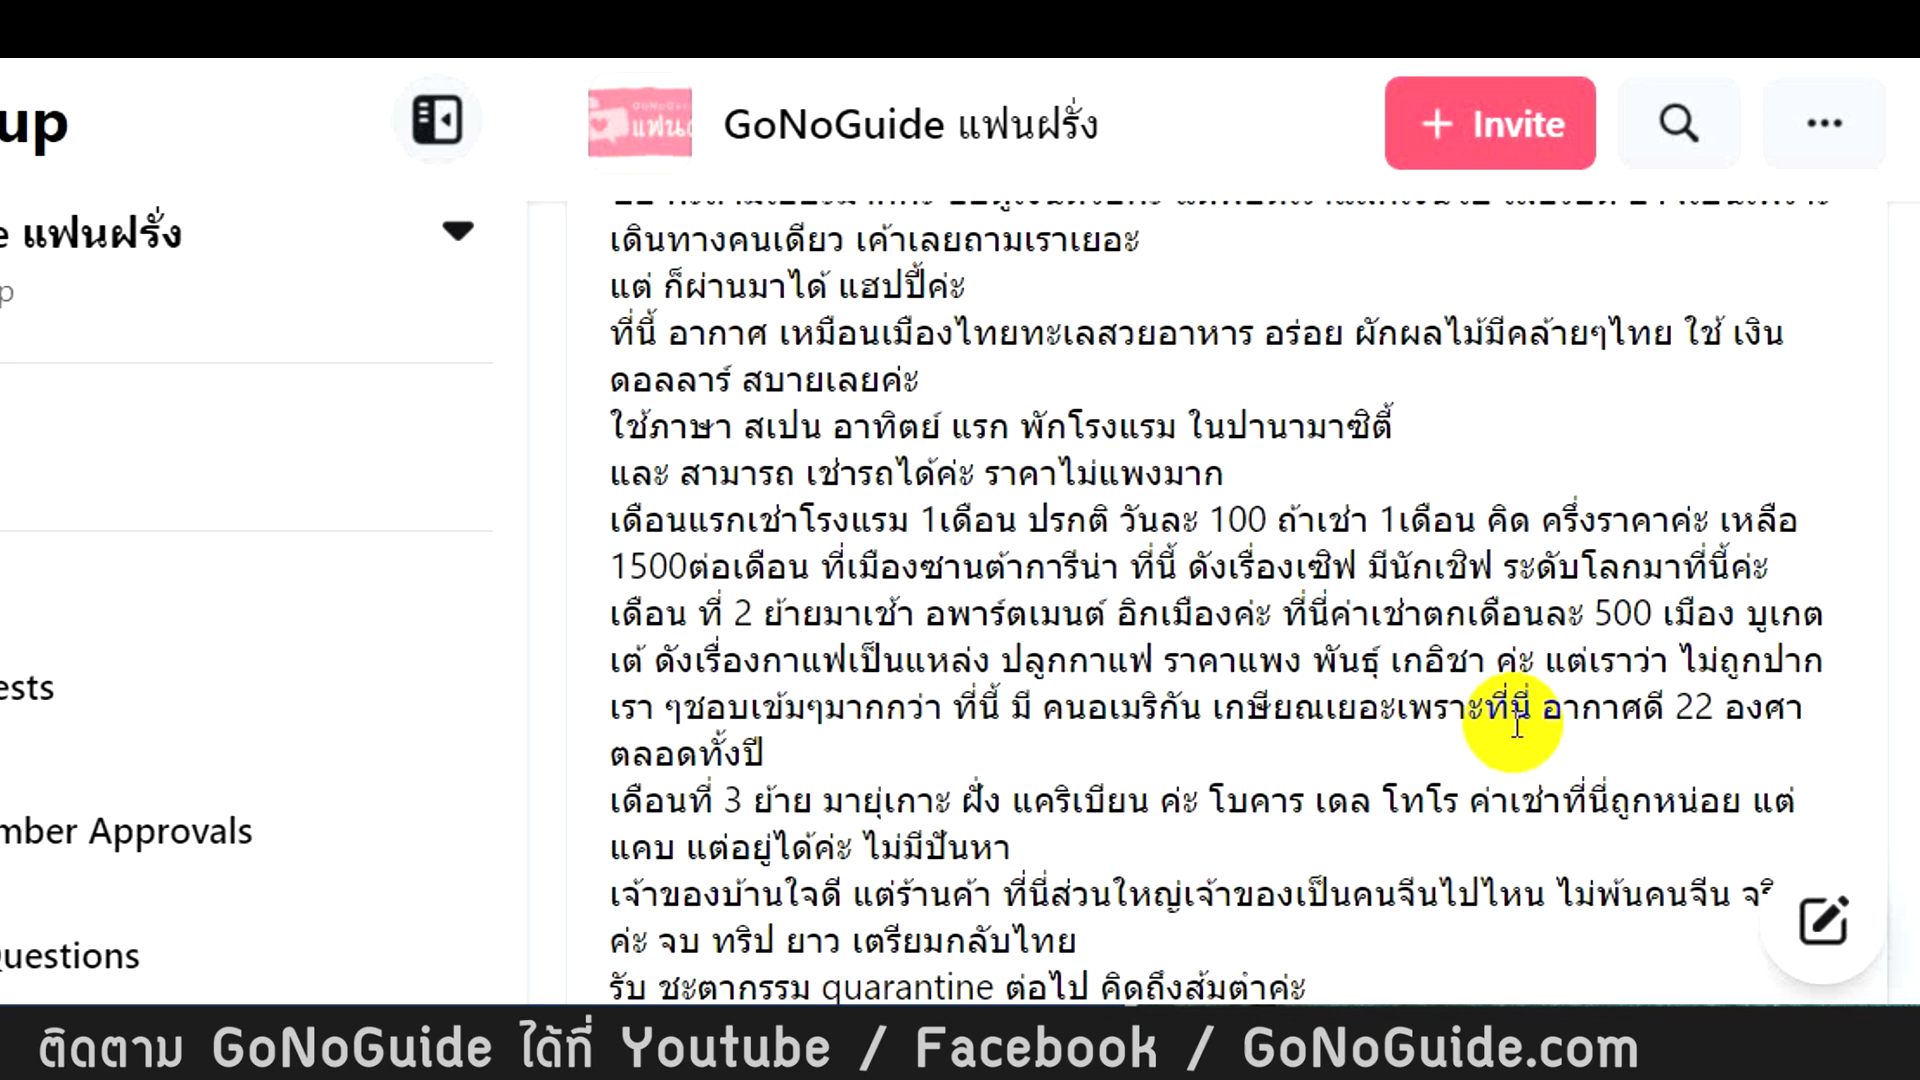 up
GoNoGuide แฟนฝรั่ง
+ Invite
e แฟนฝรั่ง
p
เดินทางคนเดียว เค้าเลยถามเราเยอะ
แต่ ก็ผ่านมาได้ แฮปปี้ค่ะ
ที่นี้ อากาศ เหมือนเมืองไทยทะเลสวยอาหาร อร่อย ผักผลไม้มีคล้ายๆไทย ใช้ เงิน
ดอลลาร์ สบายเลยค่ะ
ใช้ภาษา สเปน อาทิตย์ แรก พักโรงแรม ในปานามาซิตี้
และ สามารถ เช่ารถได้ค่ะ ราคาไม่แพงมาก
เดือนแรกเช่าโรงแรม 1เดือน ปรกติ วันละ 100 ถ้าเช่า 1เดือน คิด ครึ่งราคาค่ะ เหลือ
1500ต่อเดือน ที่เมืองซานต้าการีน่า ที่นี้ ดังเรื่องเซิฟ มีนักเซิฟ ระดับโลกมาที่นี้ค่ะ
เดือน ที่ 2 ย้ายมาเช้า อพาร์ตเมนต์ อิกเมืองค่ะ ที่นี่ค่าเช่าตกเดือนละ 500 เมือง บูเกต
เต้ ดังเรื่องกาแฟเป็นแหล่ง ปลูกกาแฟ ราคาแพง พันธุ์ เกอิชา ค่ะ แต่เราว่า ไม่ถูกปาก
เรา ๆชอบเข้มๆมากกว่า ที่นี้ มี คนอเมริกัน เกษียณเยอะเพราะที่นี่ อากาศดี 22 องศา
ตลอดทั้งปี
เดือนที่ 3 ย้าย มายุ่เกาะ ฝั่ง แคริเบียน ค่ะ โบคาร เดล โทโร ค่าเช่าที่นี่ถูกหน่อย แต่
แคบ แต่อยู่ได้ค่ะ ไม่มีปันหา
เจ้าของบ้านใจดี แต่ร้านค้า ที่นี่ส่วนใหญ่เจ้าของเป็นคนจีนไปไหน ไม่พ้นคนจีน
ค่ะ จบ ทริป ยาว เตรียมกลับไทย
รับ ชะตากรรม quarantine ต่อไป คิดถึงส้มตำค่ะ
ests
mber Approvals
Questions
ติดตาม GoNoGuide ได้ที่ Youtube / Facebook / GoNoGuide.com